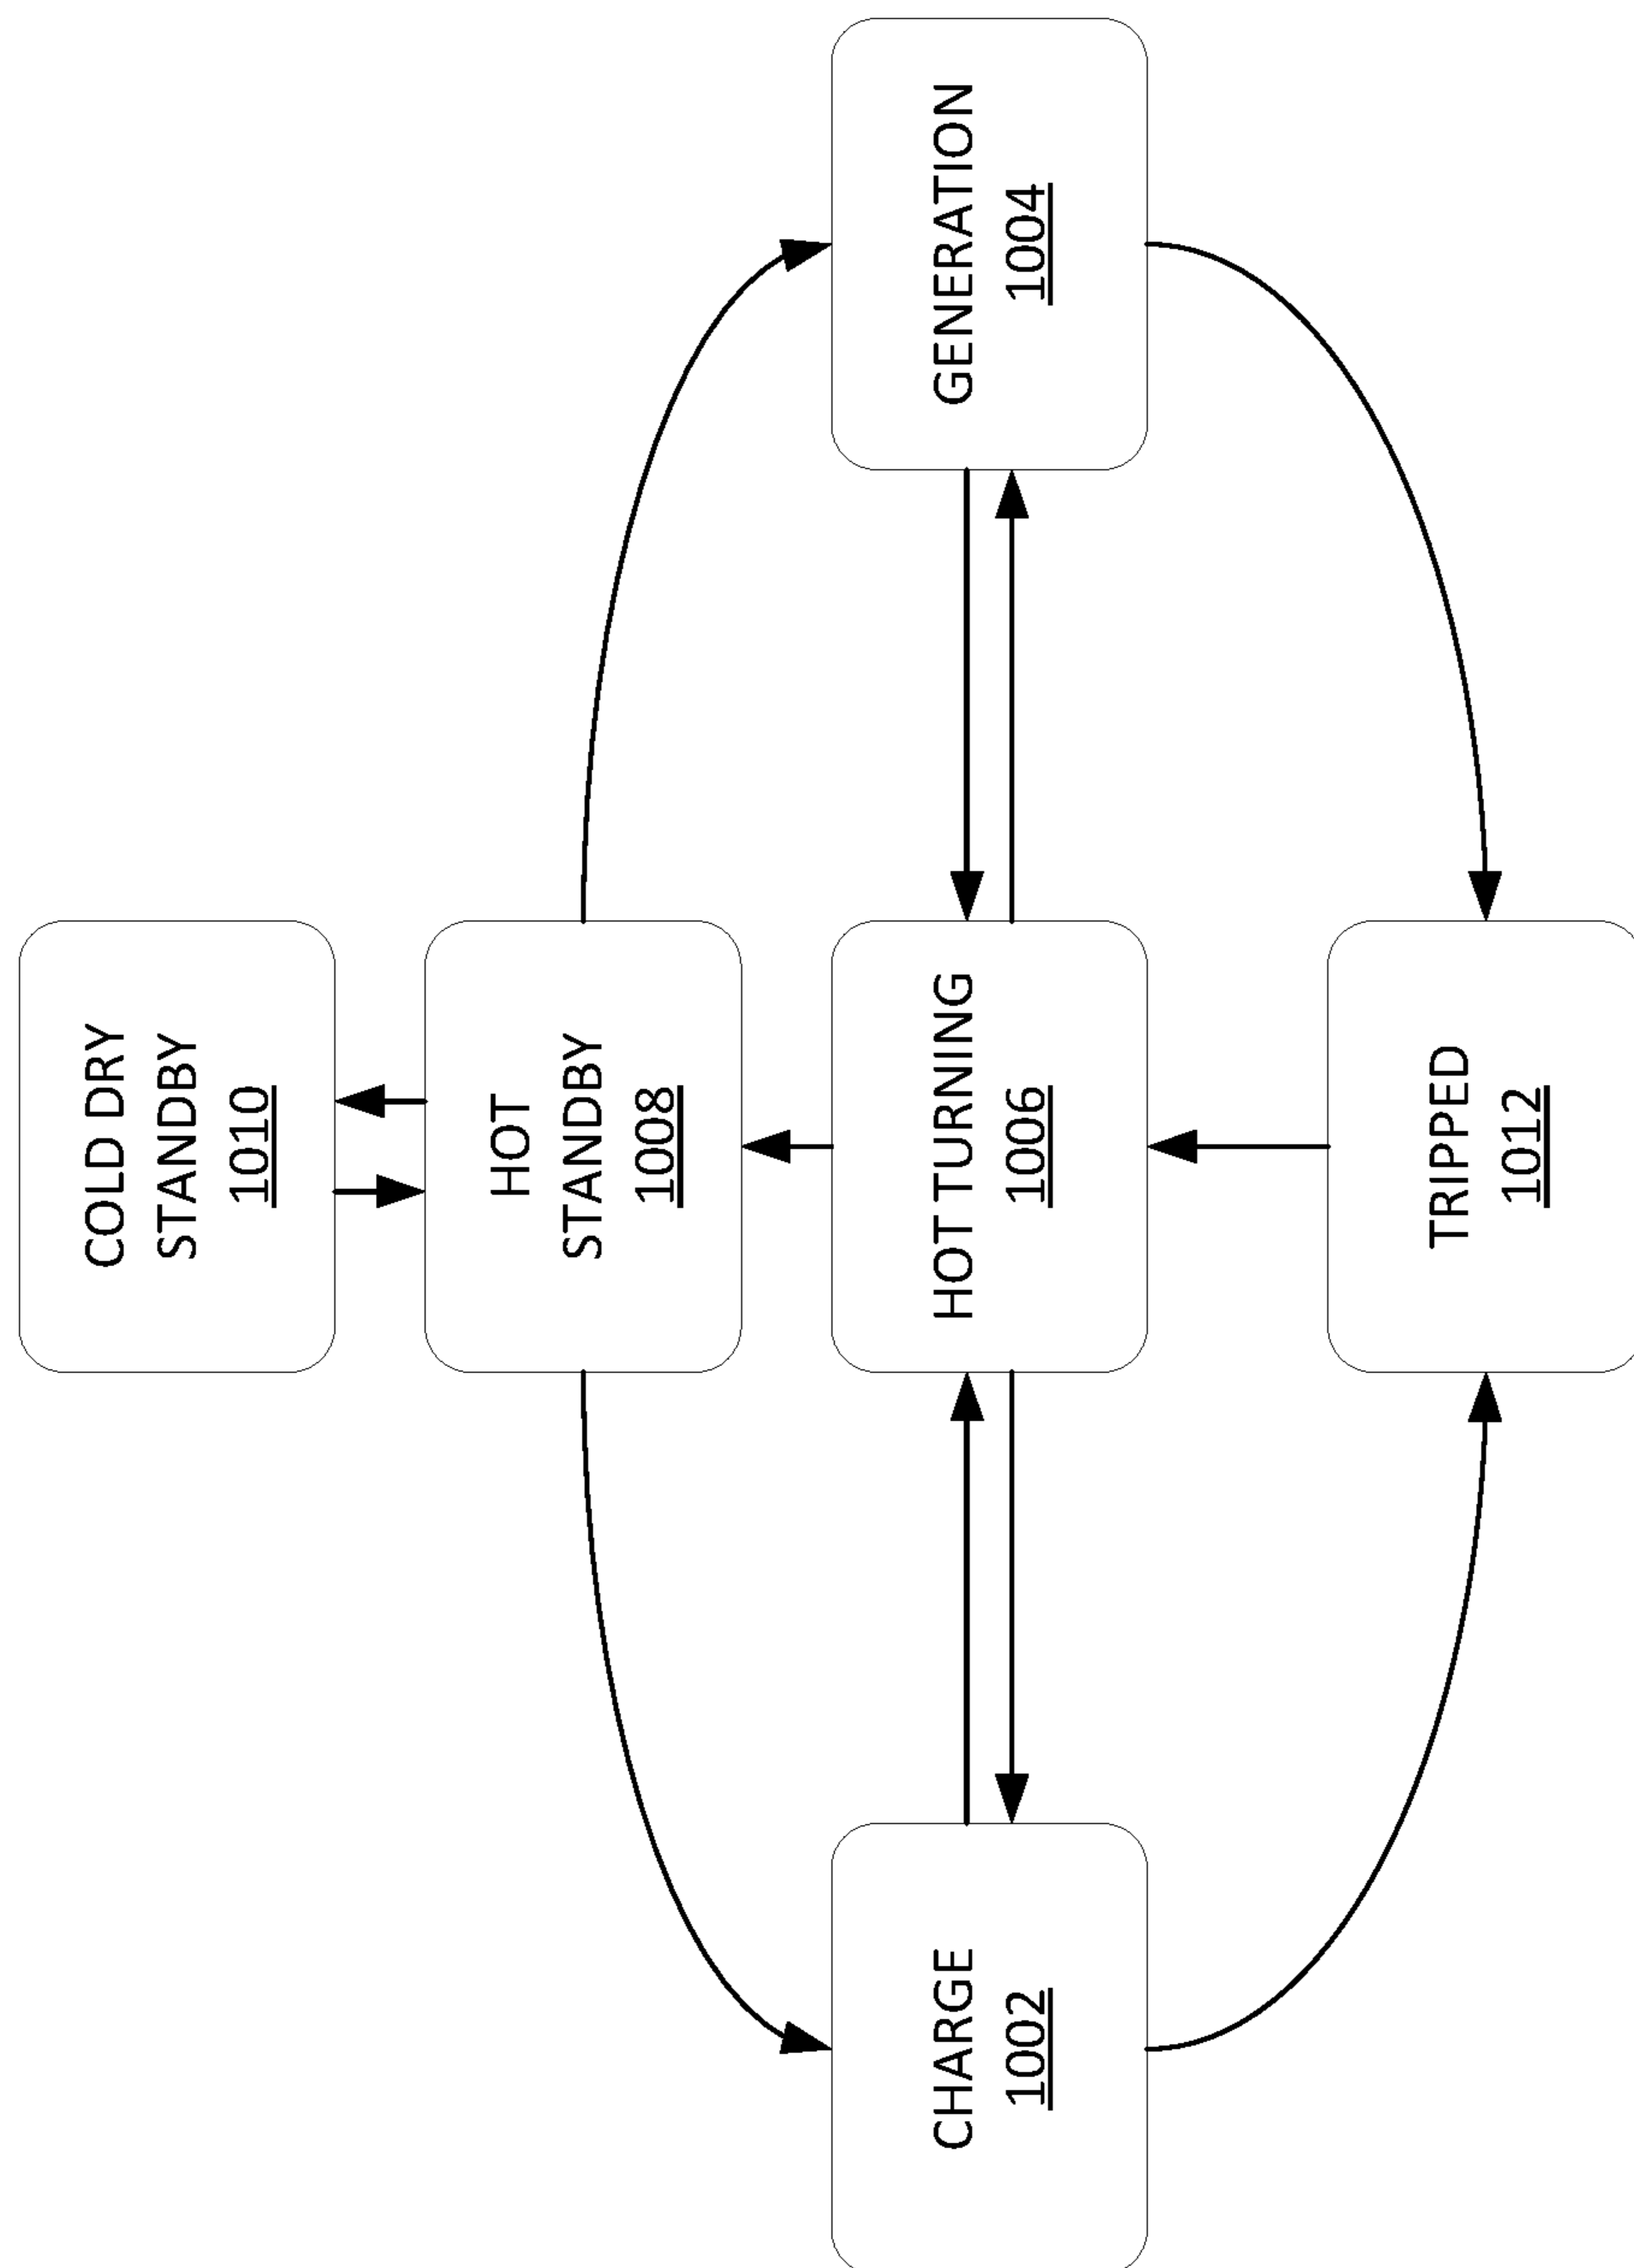 COLD DRY
STANDBY
1010
HOT
STANDBY
1008
CHARGE
1002
HOT TURNING
1006
GENERATION
1004
TRIPPED
1012